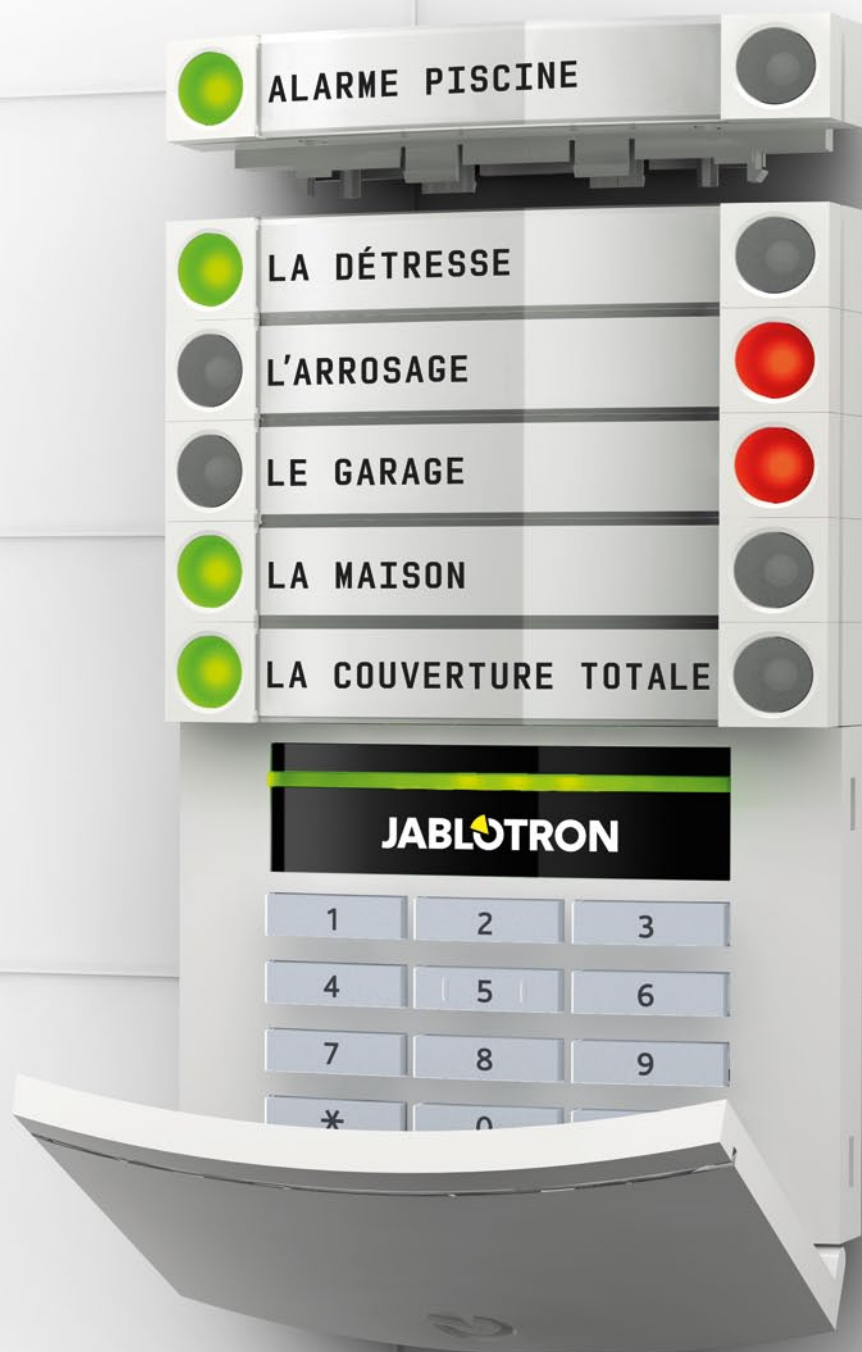 ALARME PISCINE
LA DÉTRESSE
L'ARROSAGE
LE GARAGE
LA MAISON
LA COUVERTURE TOTALE
JABLOTRON
1 2 3
4 5 6
7 8 9
* 0